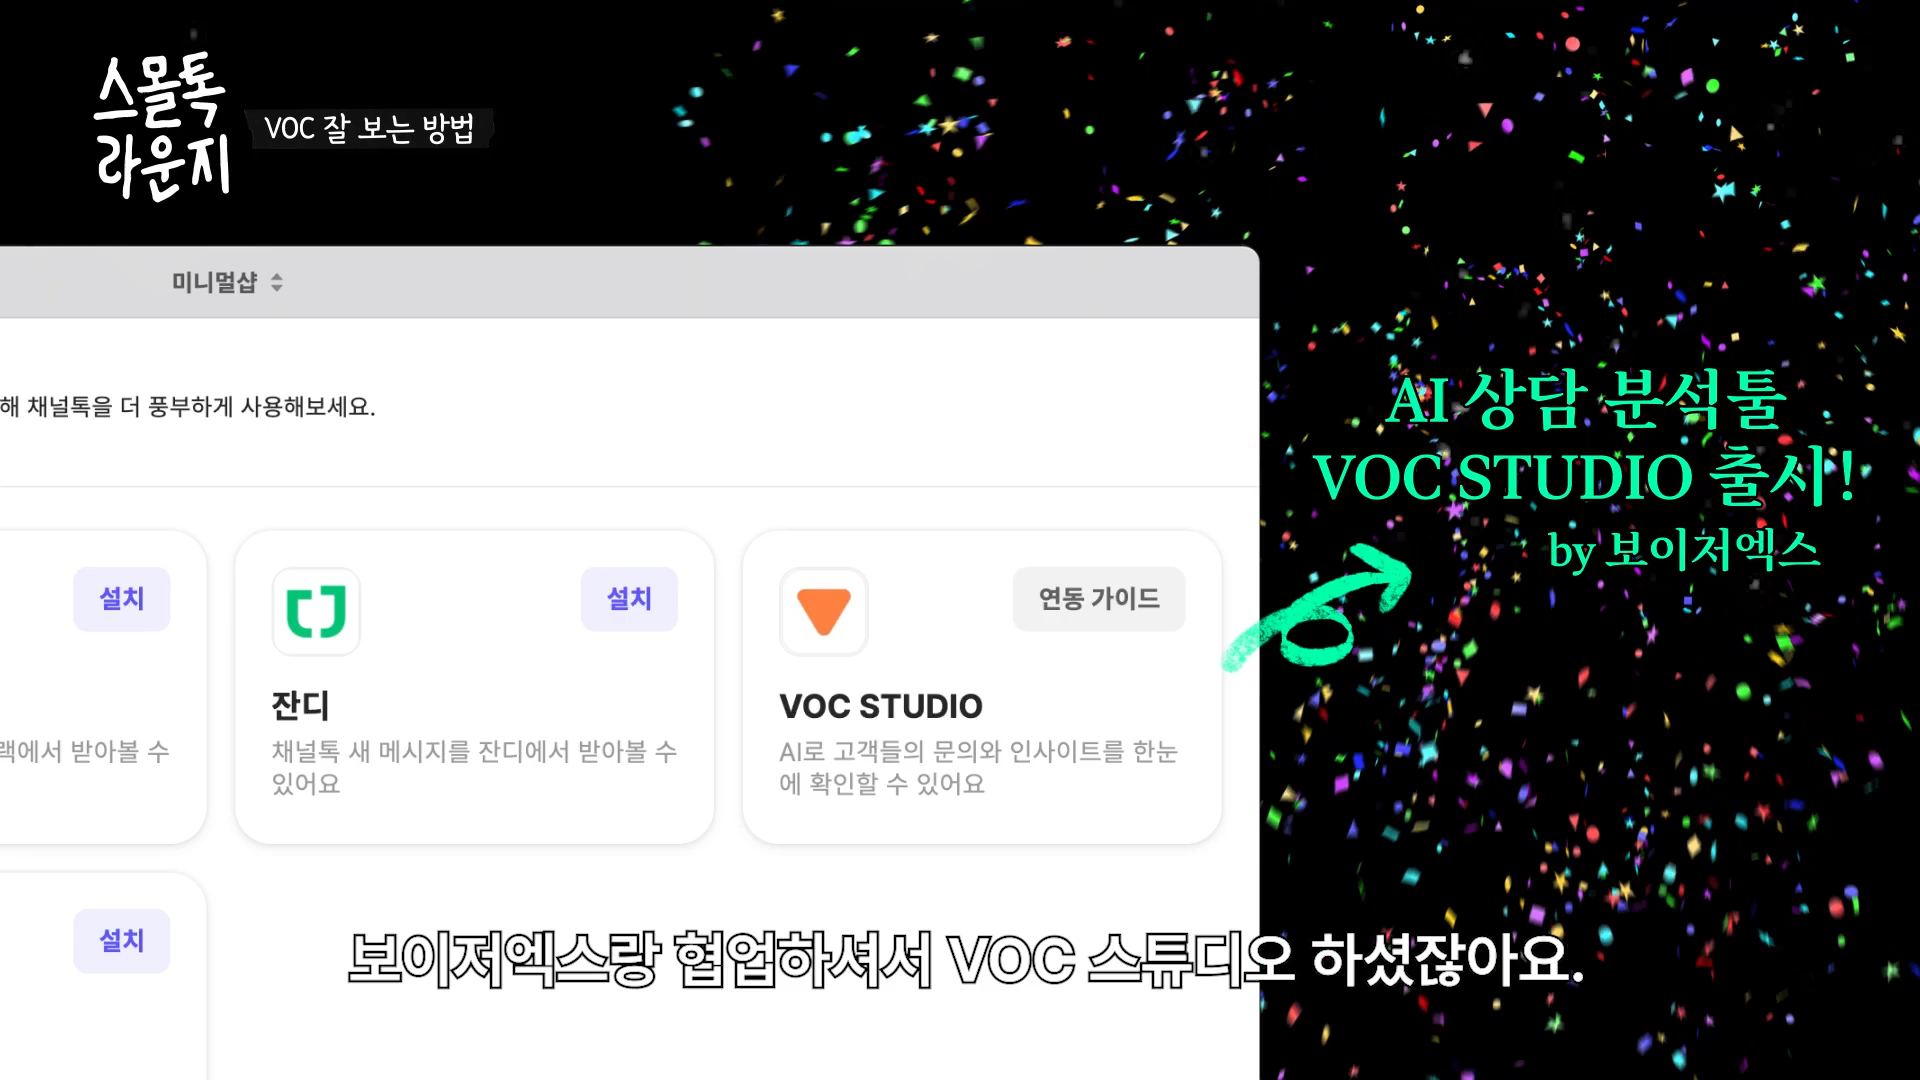 스몰톡
라운지
VOC 잘 보는 방법
미니멀샵
해 채널톡을 더 풍부하게 사용해보세요.
AI 상담 분석툴
VOC STUDIO 출시!
by 보이저엑스
설치
설치
연동 가이드
잔디
VOC STUDIO
랙에서 받아볼 수
채널톡 새 메시지를 잔디에서 받아볼 수
있어요
AI로 고객들의 문의와 인사이트를 한눈
에 확인할 수 있어요
설치
보이저엑스랑 협업하셔서 VOC 스튜디오 하셨잖아요.